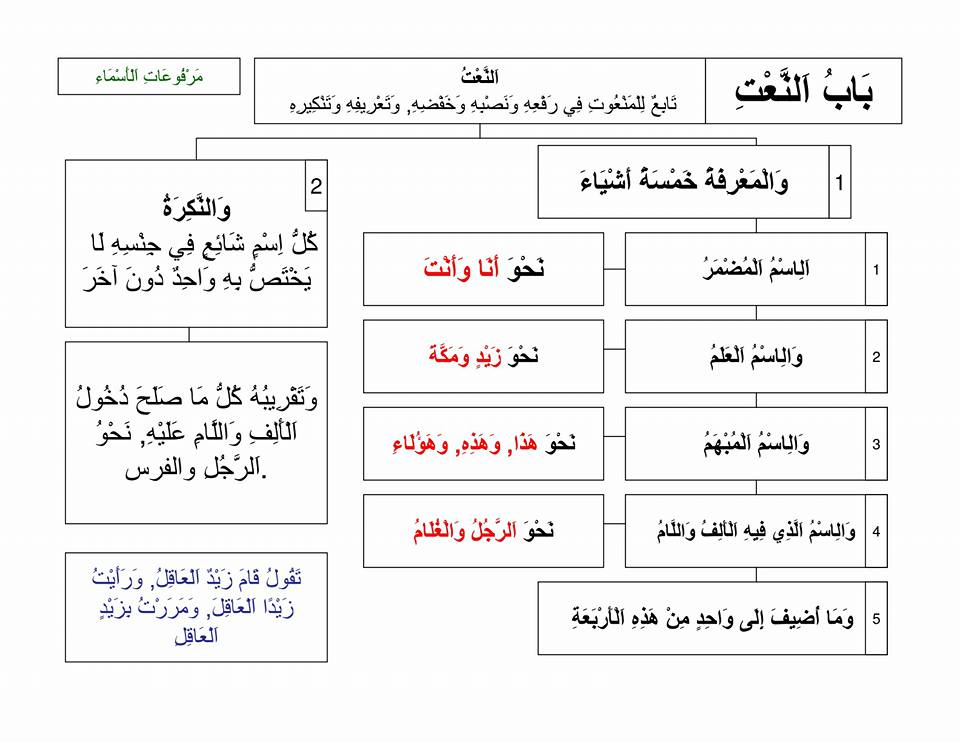 بَابُ اَلنَّعْتِ
اَلنَّعْتُ
تَابِعٌ لِلْمَنْعُوتِ فِي رَفْعِهِ وَنَصْبِهِ وَخَفْضِهِ, وَتَعْرِيفِهِ وَتَنْكِيرِهِ
مَرْفُوعَاتِ اَلْأَسْمَاءِ
1
وَالْمَعْرِفَةُ خَمْسَةُ أَشْيَاءَ
1
اَلِاسْمُ اَلْمُضْمَرُ
نَحْوَ أَنَا وَأَنْتَ
2
وَالِاسْمُ اَلْعَلَمُ
نَحْوَ زَيْدٍ وَمَكَّةَ
3
وَالِاسْمُ اَلْمُبْهَمُ
نَحْوَ هَذَا, وَهَذِهِ, وَهَؤُلَاءِ
4
وَالِاسْمُ اَلَّذِي فِيهِ اَلْأَلِفُ وَاللَّامُ
نَحْوَ اَلرَّجُلُ وَالْغُلَامُ
5
وَمَا أُضِيفَ إِلَى وَاحِدٍ مِنْ هَذِهِ اَلْأَرْبَعَةِ
2
وَالنَّكِرَةُ
كُلُّ اِسْمٍ شَائِعٍ فِي جِنْسِهِ لَا
يَخْتَصُّ بِهِ وَاحِدٌ دُونَ آخَرَ
وَتَقْرِيبُهُ كُلُّ مَا صَلَحَ دُخُولُ
اَلْأَلِفِ وَاللَّامِ عَلَيْهِ, نَحْوُ
اَلرَّجُلِ والفرس.
تَقُولُ قَامَ زَيْدٌ اَلْعَاقِلُ, وَرَأَيْتُ
زَيْدًا اَلْعَاقِلَ, وَمَرَرْتُ بِزَيْدٍ
اَلْعَاقِلِ